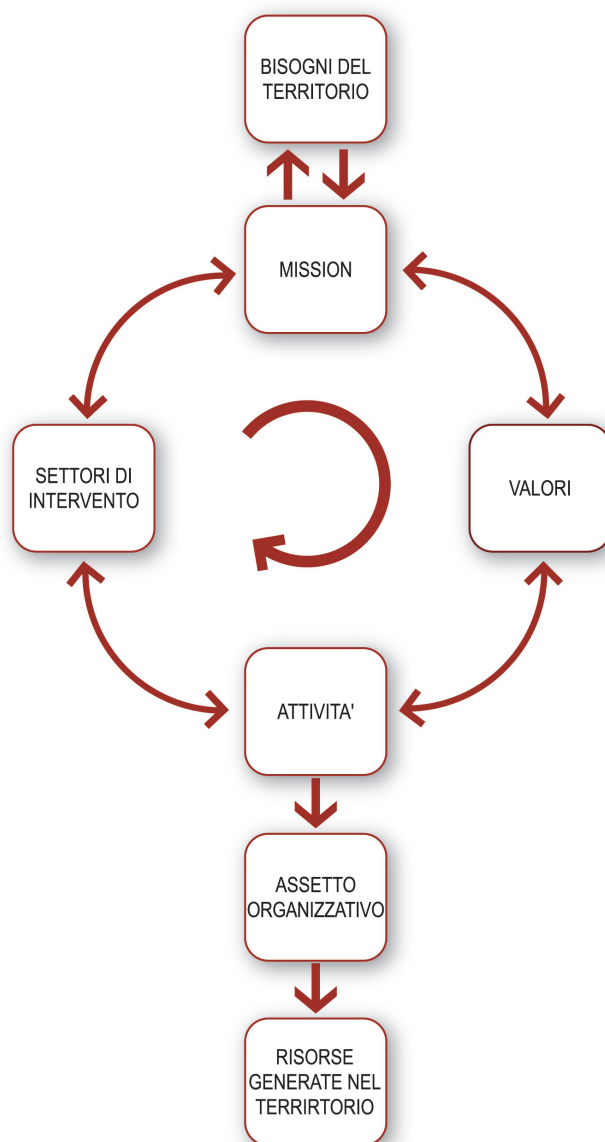 BISOGNI DEL
TERRITORIO
MISSION
SETTORI DI
INTERVENTO
VALORI
ATTIVITA'
ASSETTO
ORGANIZZATIVO
RISORSE
GENERATE NEL
TERRIRTORIO